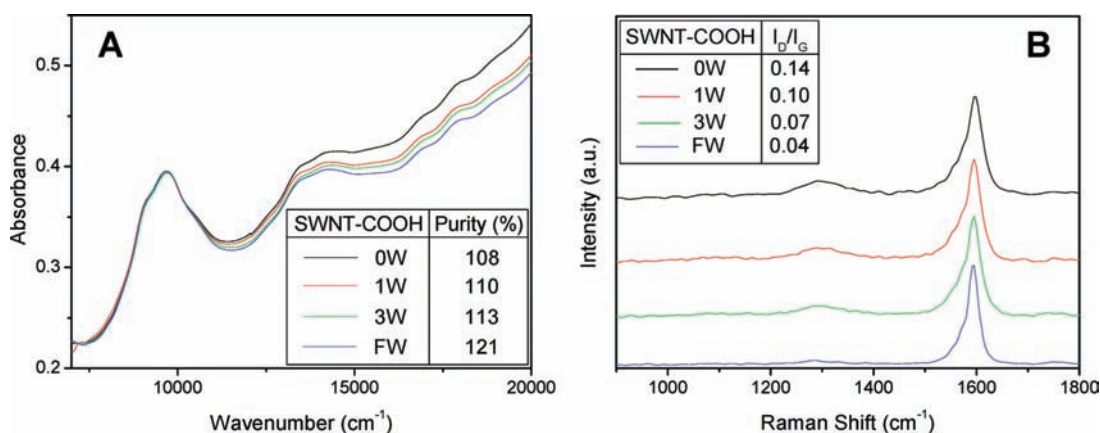 A
Absorbance
0.5
0.4
0.3
0.2
10000 15000 20000
Wavenumber (cm⁻¹)
SWNT-COOH Purity (%)
0W 108
1W 110
3W 113
FW 121
B
Intensity (a.u.)
SWNT-COOH I_D/I_G
0W 0.14
1W 0.10
3W 0.07
FW 0.04
1000 1200 1400 1600 1800
Raman Shift (cm⁻¹)